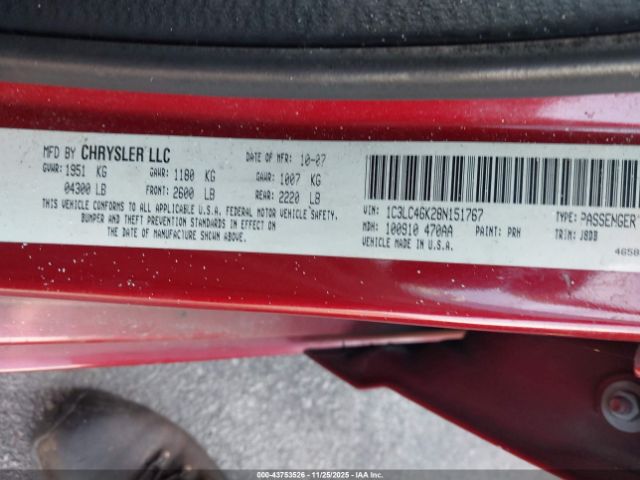 MFD BY CHRYSLER LLC
DATE OF MFR: 10-07
GVWR: 1951 KG
GAWR: 1180 KG
GAWR: 1007 KG
04300 LB
FRONT: 2600 LB
REAR: 2220 LB
THIS VEHICLE CONFORMS TO ALL APPLICABLE U.S.A. FEDERAL MOTOR VEHICLE SAFETY,
BUMPER AND THEFT PREVENTION STANDARDS IN EFFECT ON
THE DATE OF MANUFACTURE SHOWN ABOVE.
VIN: 1C3LC46K28N151767
TYPE: PASSENGER
MDH: 100910 470AA
PAINT: PRH
TRIM: J8DB
VEHICLE MADE IN U.S.A.
4658
© - 43753526 - 11/25/2025 - IAA Holdings, LLC